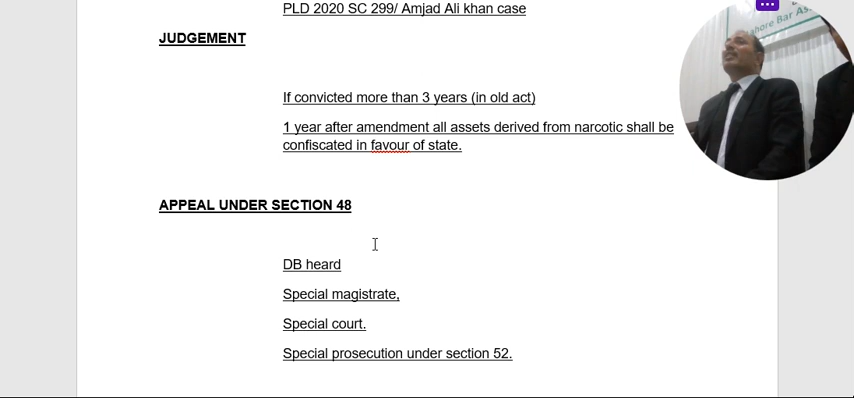 PLD 2020 SC 299/ Amjad Ali khan case
JUDGEMENT
If convicted more than 3 years (in old act)
1 year after amendment all assets derived from narcotic shall be
confiscated in favour of state.
APPEAL UNDER SECTION 48
DB heard
Special magistrate,
Special court.
Special prosecution under section 52.